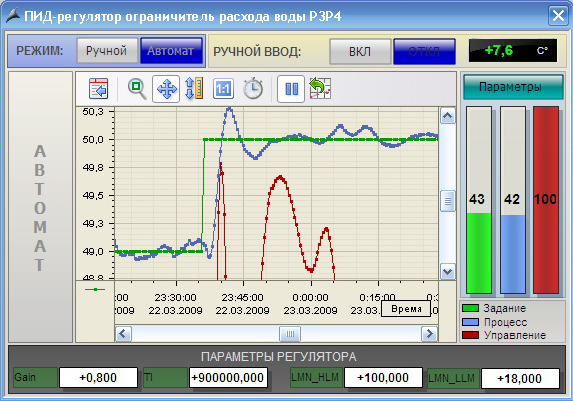 ПИД-регулятор ограничитель расхода воды РЗР4
РЕЖИМ: Ручной Автомат РУЧНОЙ ВВОД: ВКЛ ОТКЛ +7,6 C°
1:1
Параметры
АВТОМАТ
50,3
50,0
49,8
49,5
49,3
49,0
48,8
:00 23:30:00 23:45:00 0:00:00 0:15:00 0:3
2009 22.03.2009 22.03.2009 23.03.2009 23.0
Время
43 42 100
Задание
Процесс
Управление
ПАРАМЕТРЫ РЕГУЛЯТОРА
Gain +0,800 TI +900000,000 LMN_HLM +100,000 LMN_LLM +18,000